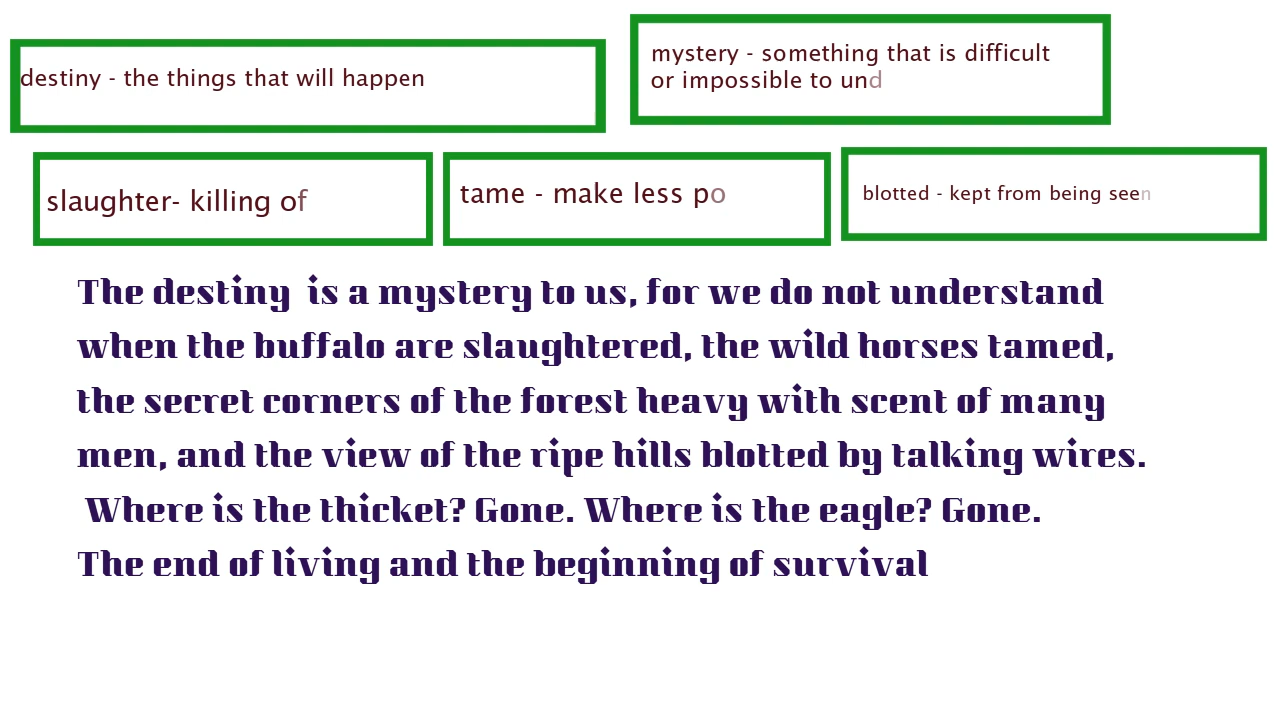 destiny - the things that will happen
mystery - something that is difficult
or impossible to und
slaughter- killing of
tame - make less po
blotted - kept from being seen
The destiny is a mystery to us, for we do not understand
when the buffalo are slaughtered, the wild horses tamed,
the secret corners of the forest heavy with scent of many
men, and the view of the ripe hills blotted by talking wires.
Where is the thicket? Gone. Where is the eagle? Gone.
The end of living and the beginning of survival